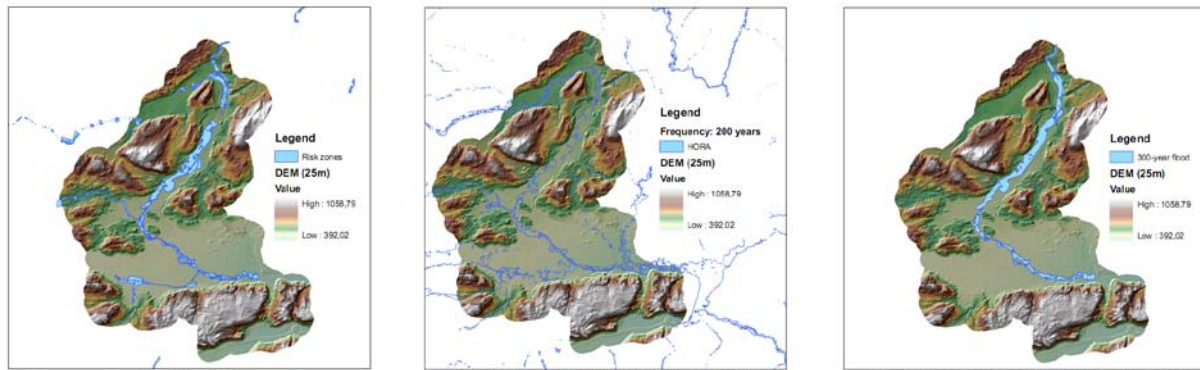 Legend
Risk zones
DEM (25m)
Value
High : 1058,79
Low : 392,02
Legend
Frequency: 200 years
HORA
DEM (25m)
Value
High : 1058,79
Low : 392,02
Legend
300-year flood
DEM (25m)
Value
High : 1058,79
Low : 392,02